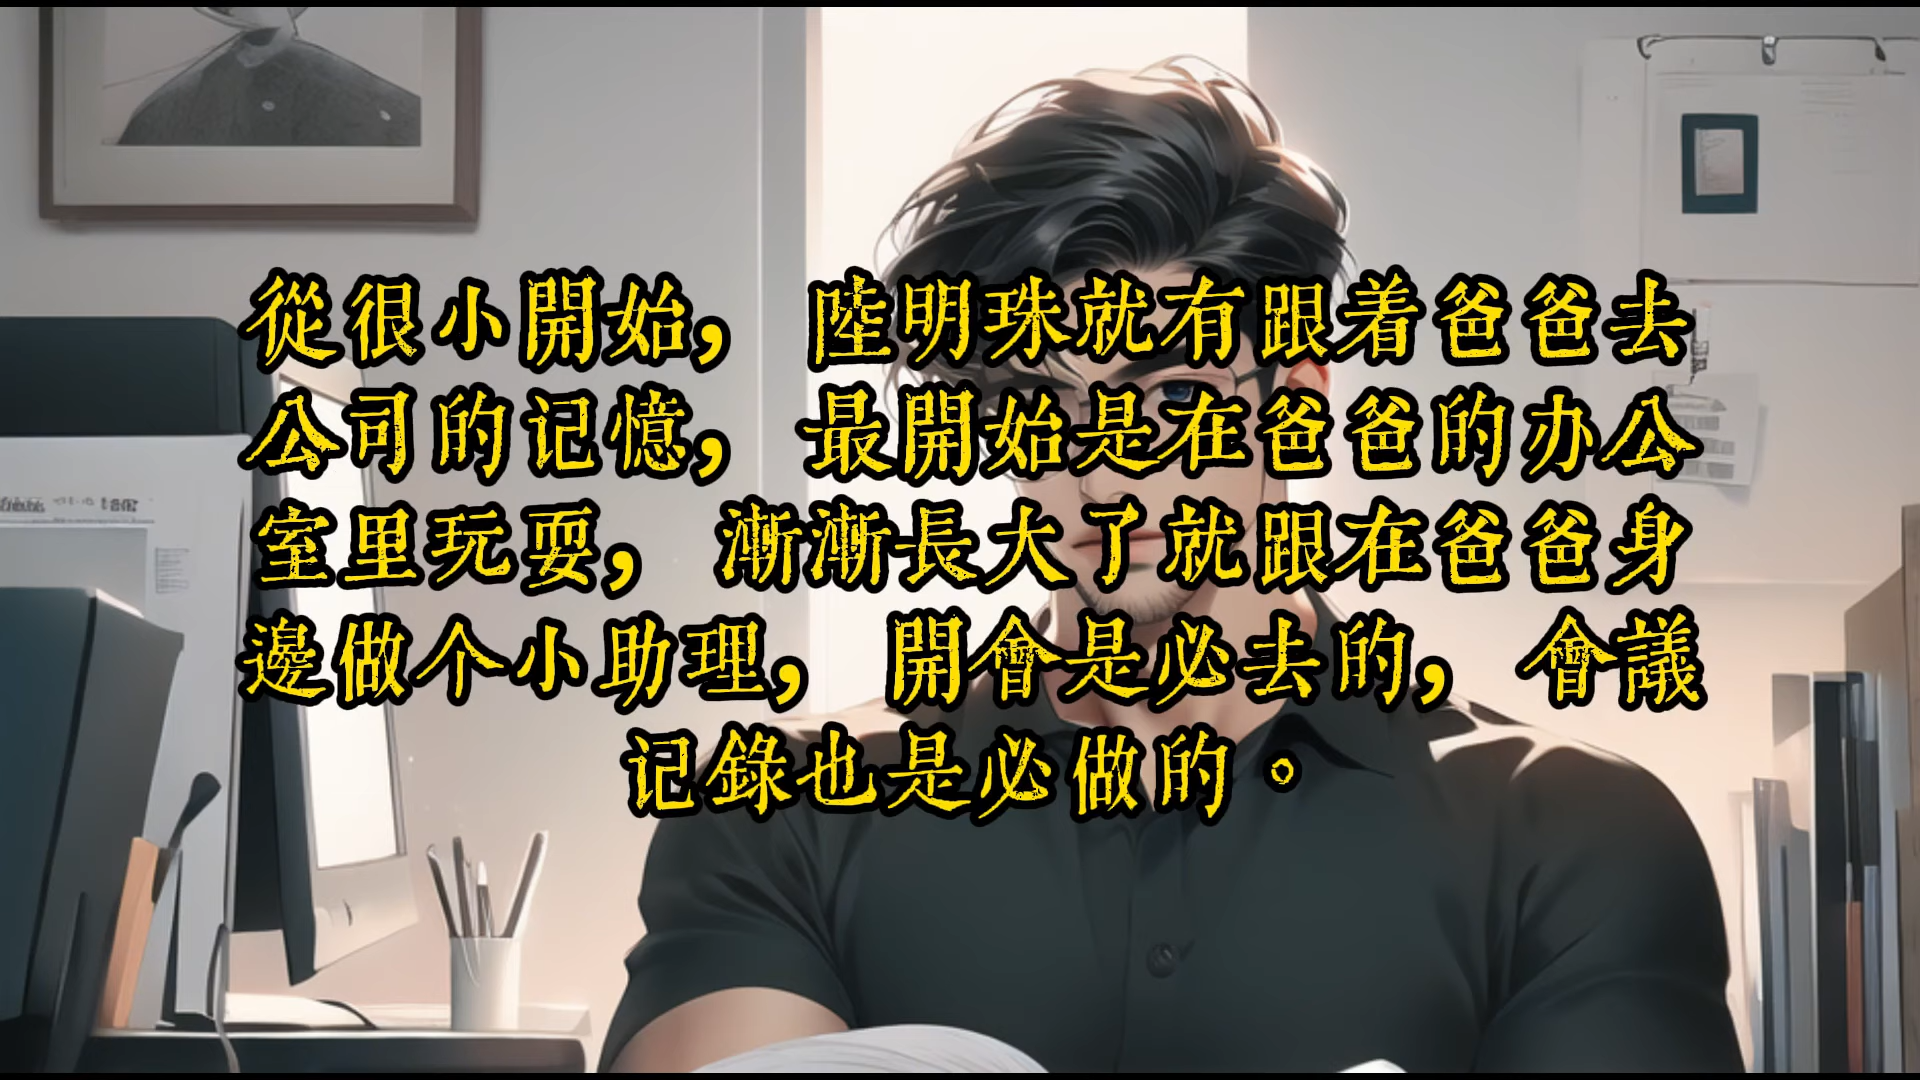 從很小開始，陸明珠就有跟着爸爸去
公司的记憶，最開始是在爸爸的办公
室里玩耍，漸漸長大了就跟在爸爸身
邊做个小助理，開會是必去的，會議
记錄也是必做的。